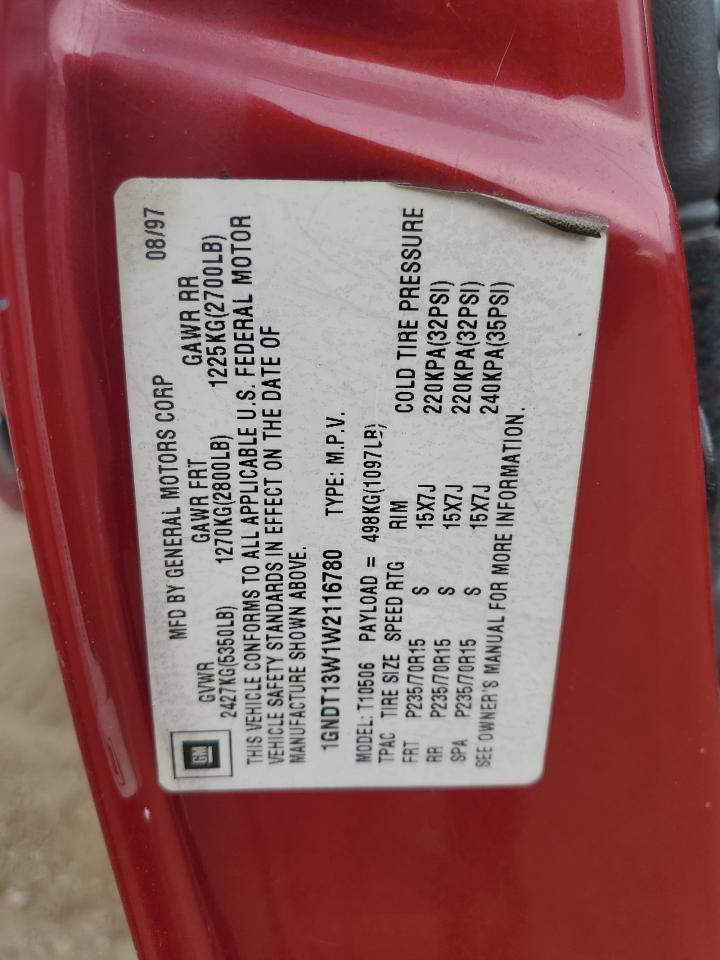 MFD BY GENERAL MOTORS CORP 08/97
GVWR GAWR FRT GAWR RR
2427KG(5350LB) 1270KG(2800LB) 1225KG(2700LB)
THIS VEHICLE CONFORMS TO ALL APPLICABLE U.S. FEDERAL MOTOR
VEHICLE SAFETY STANDARDS IN EFFECT ON THE DATE OF
MANUFACTURE SHOWN ABOVE.
GM
1GNDT13W1W2116780 TYPE: M.P.V.
MODEL: T10506 PAYLOAD = 498KG(1097LB)
TPAC TIRE SIZE SPEED RTG RIM COLD TIRE PRESSURE
FRT P235/70R15 S 15X7J 220KPA(32PSI)
RR P235/70R15 S 15X7J 220KPA(32PSI)
SPA P235/70R15 S 15X7J 240KPA(35PSI)
SEE OWNER'S MANUAL FOR MORE INFORMATION.